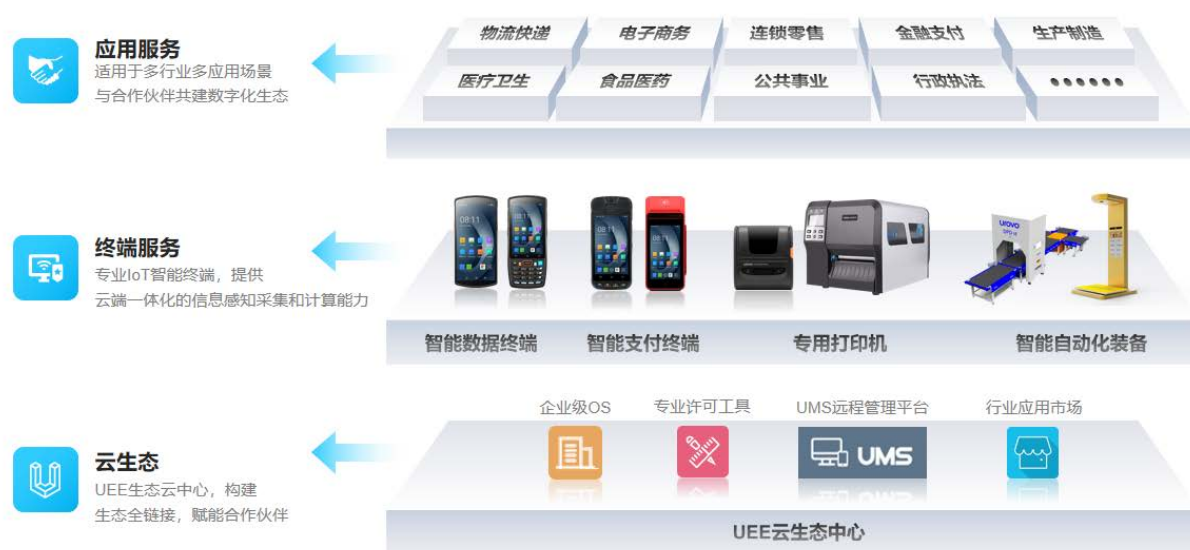 应用服务
适用于多行业多应用场景
与合作伙伴共建数字化生态
物流快递
电子商务
连锁零售
金融支付
生产制造
医疗卫生
食品医药
公共事业
行政执法
●●●●●●
终端服务
专业IoT智能终端，提供
云端一体化的信息感知采集和计算能力
08:11
08:11
08:11
08:11
UROVO
智能数据终端
智能支付终端
专用打印机
智能自动化装备
云生态
UEE生态云中心，构建
生态全链接，赋能合作伙伴
企业级OS
专业许可工具
UMS远程管理平台
行业应用市场
UMS
UEE云生态中心